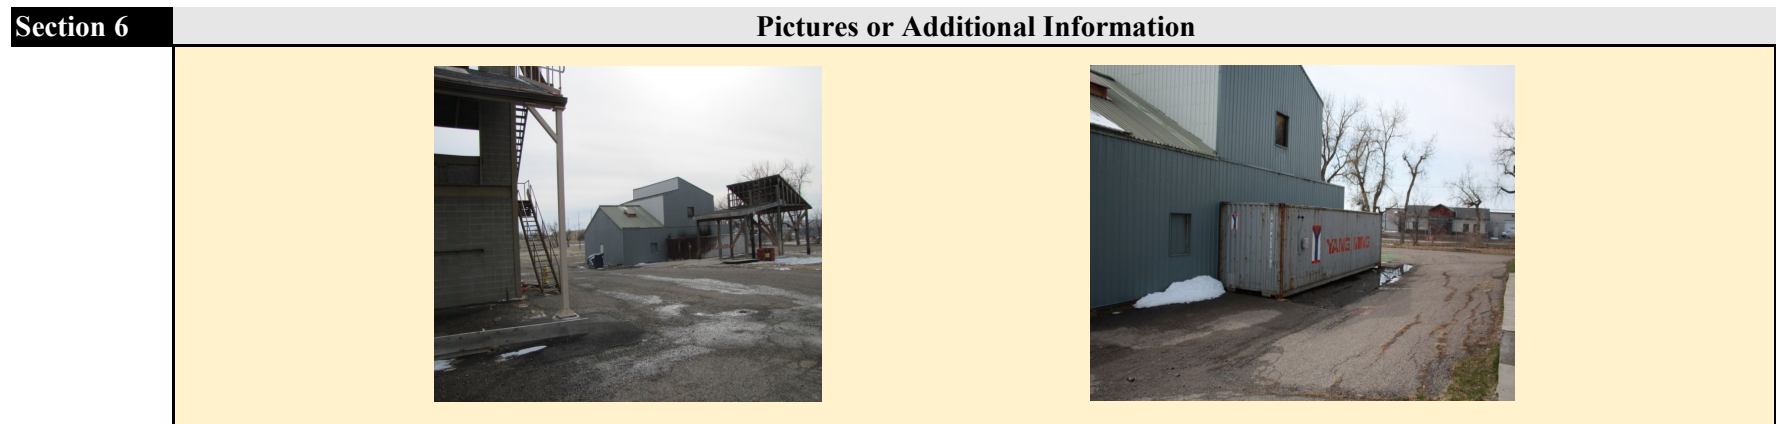 Section 6
Pictures or Additional Information
YANG MING